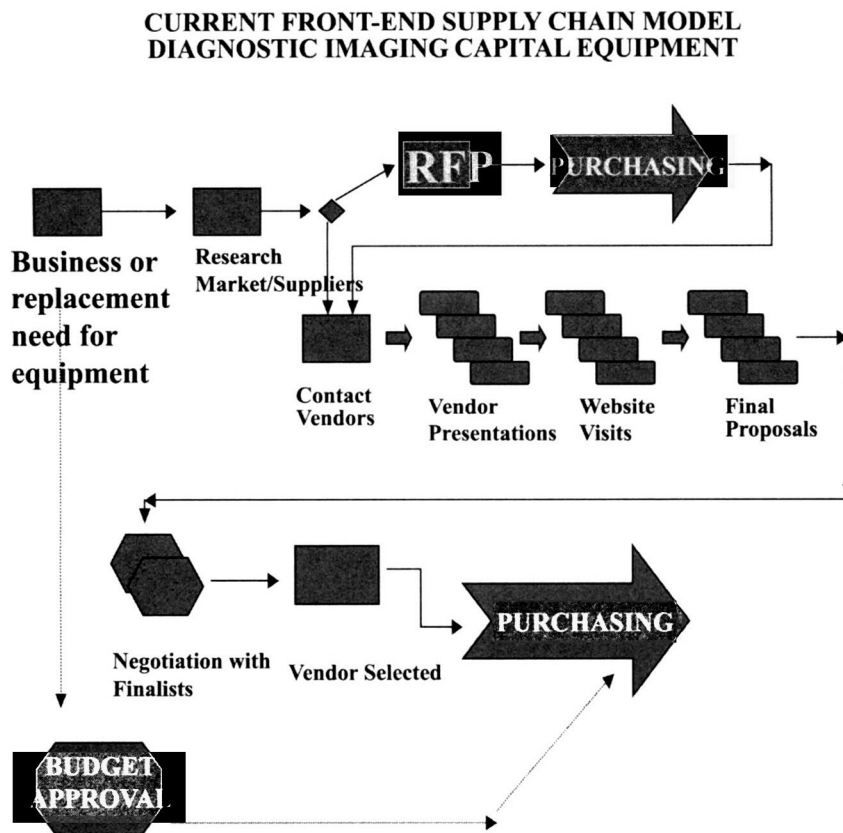 CURRENT FRONT-END SUPPLY CHAIN MODEL
DIAGNOSTIC IMAGING CAPITAL EQUIPMENT
RFP
PURCHASING
Business or
replacement
need for
equipment
Research
Market/Suppliers
Contact
Vendors
Vendor
Presentations
Website
Visits
Final
Proposals
Negotiation with
Finalists
Vendor Selected
PURCHASING
BUDGET
APPROVAL